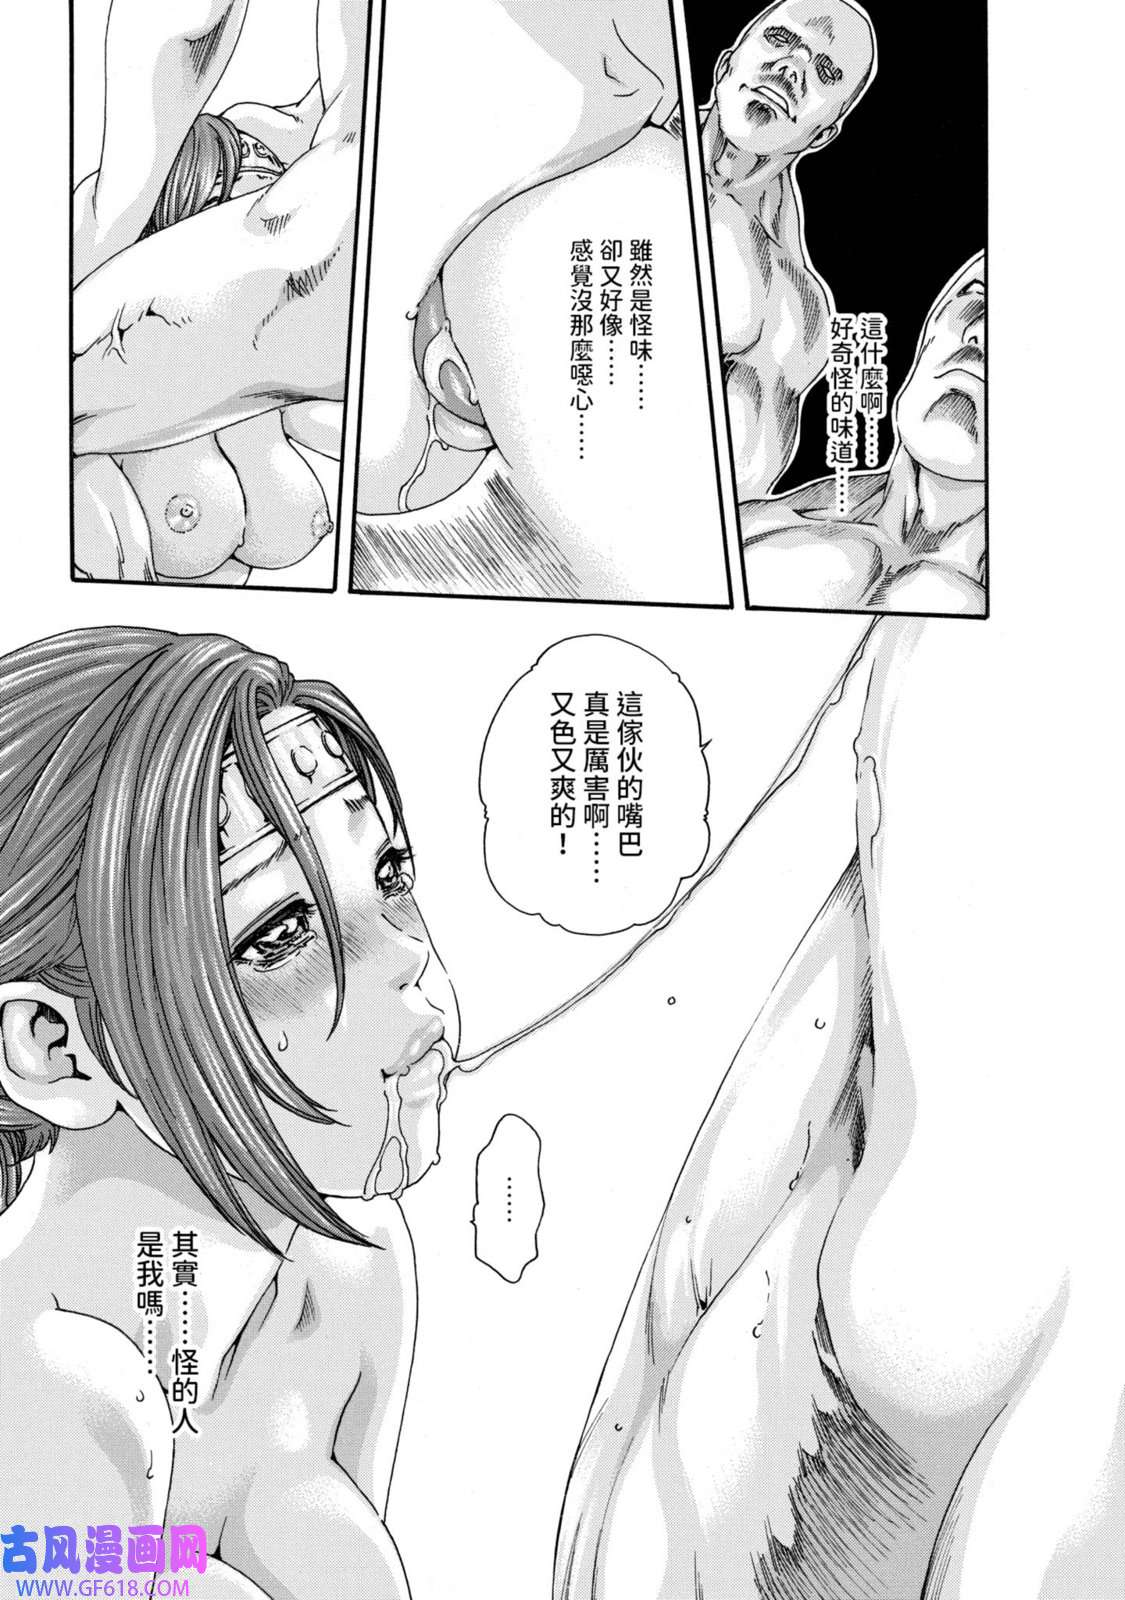 這什麼啊……
好奇怪的味道……
雖然是怪味……
卻又好像……
感覺沒那麼噁心……
這傢伙的嘴巴
真是厲害啊……
又色又爽的！
……
其實……怪的人
是我嗎……
古风漫画网
WWW.GF618.COM